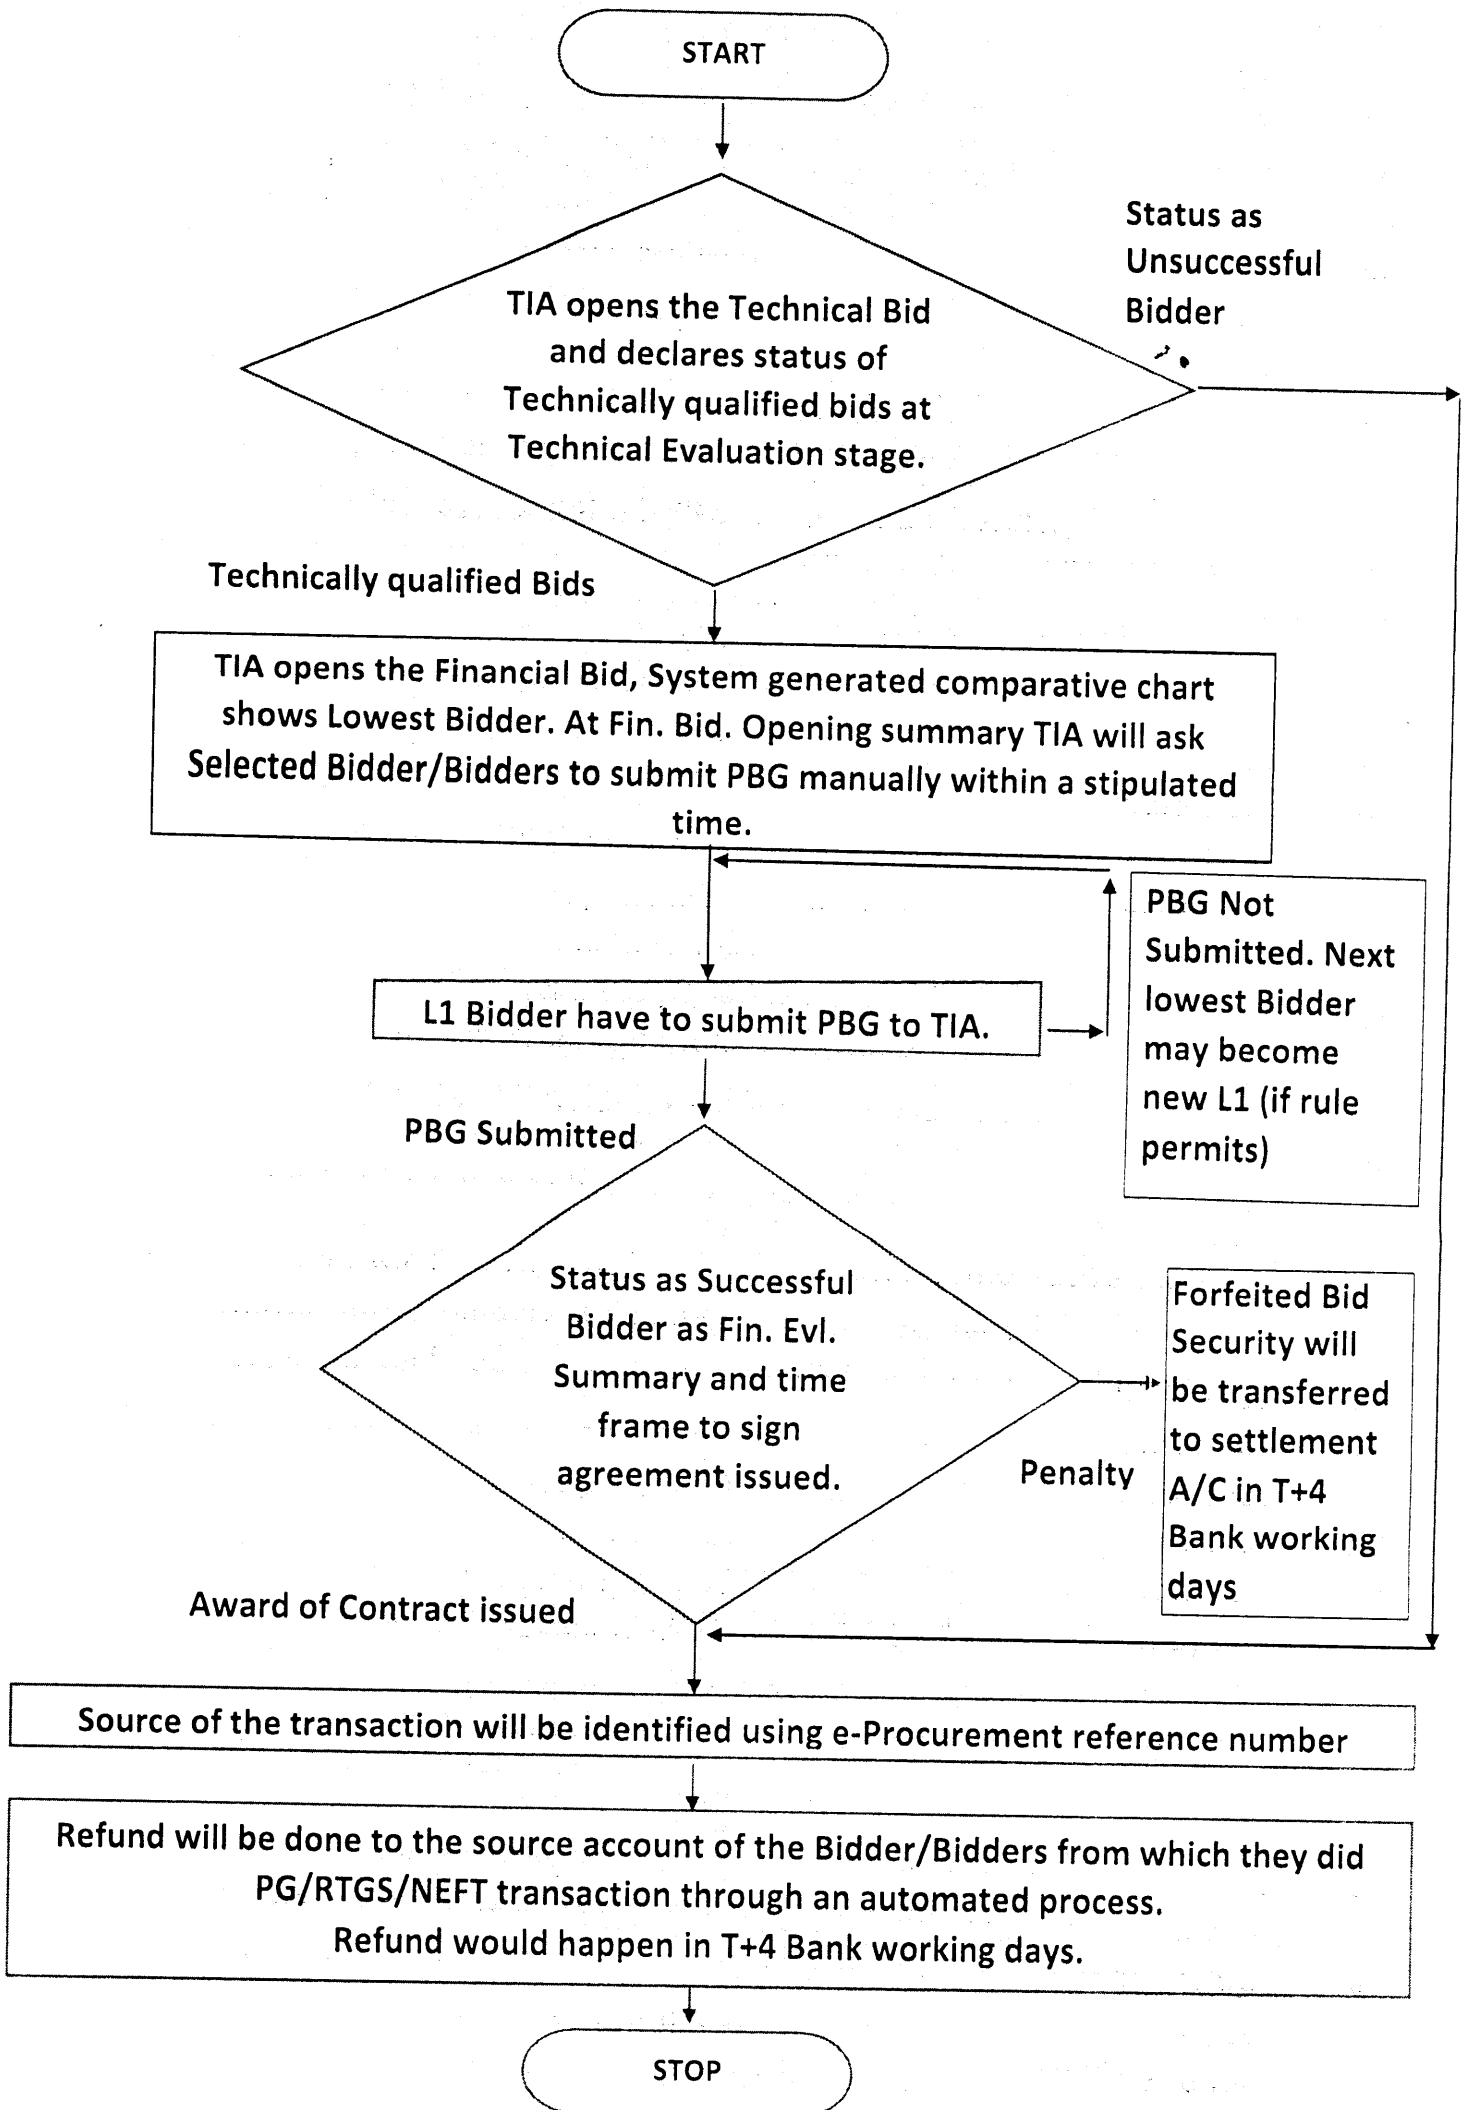 START
Status as
Unsuccessful
Bidder
TIA opens the Technical Bid
and declares status of
Technically qualified bids at
Technical Evaluation stage.
Technically qualified Bids
TIA opens the Financial Bid, System generated comparative chart
shows Lowest Bidder. At Fin. Bid. Opening summary TIA will ask
Selected Bidder/Bidders to submit PBG manually within a stipulated
time.
PBG Not
Submitted. Next
lowest Bidder
may become
new L1 (if rule
permits)
L1 Bidder have to submit PBG to TIA.
PBG Submitted
Status as Successful
Bidder as Fin. Evl.
Summary and time
frame to sign
agreement issued.
Penalty
Forfeited Bid
Security will
be transferred
to settlement
A/C in T+4
Bank working
days
Award of Contract issued
Source of the transaction will be identified using e-Procurement reference number
Refund will be done to the source account of the Bidder/Bidders from which they did
PG/RTGS/NEFT transaction through an automated process.
Refund would happen in T+4 Bank working days.
STOP